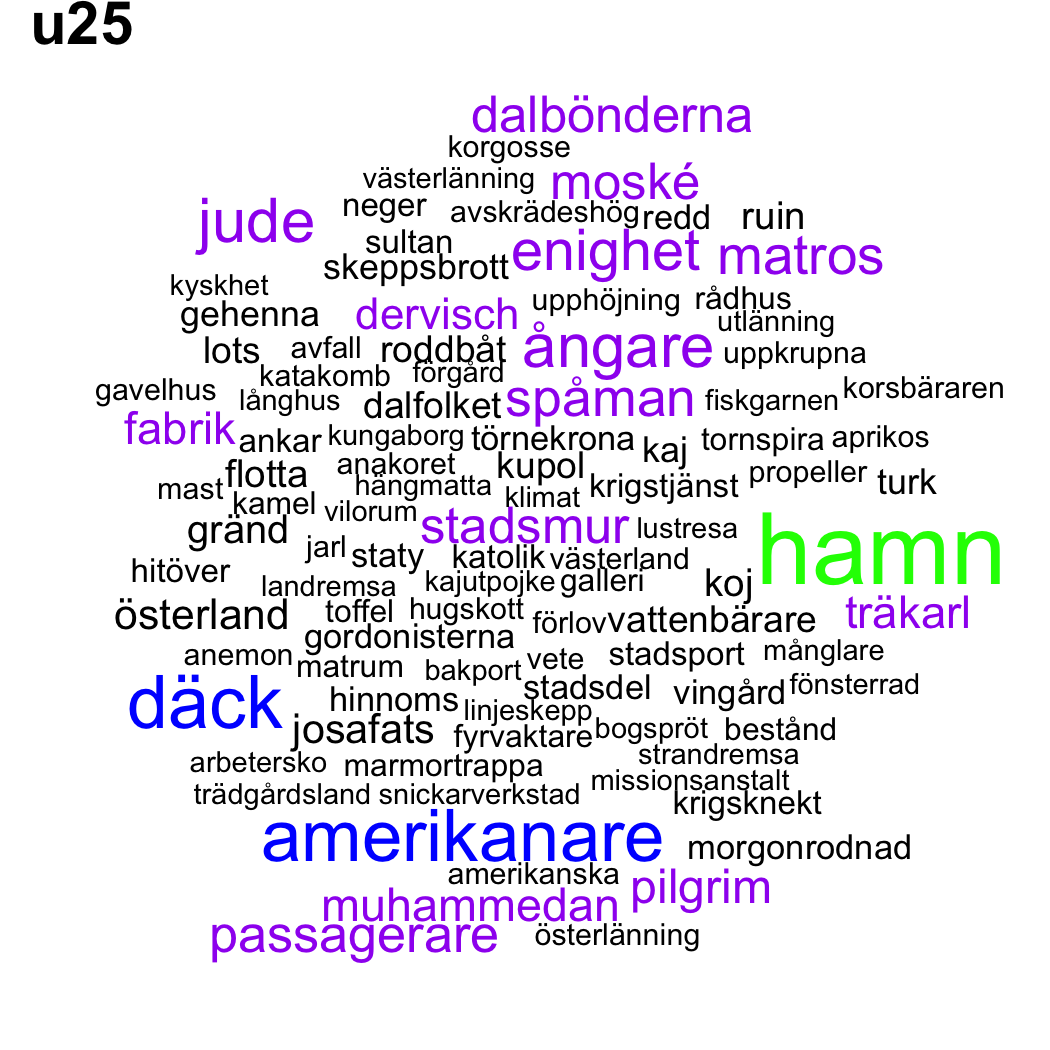 u25
dalbönderna
korgosse
västerlänning moské
jude neger avskrädeshög redd ruin
sultan enighet matros
skeppsbrott
kyskhet upphöjning rådhus
gehenna dervisch utlänning
lots avfall roddbåt ångare uppkrupna
katakomb förgård
gavelhus långhus dalfolket spåman fiskgarnen korsbäraren
fabrik ankar kungaborg törnekrona kaj tornspira aprikos
flotta anakoret kupol propeller turk
mast hängmatta klimat krigstjänst
kamel vilorum
gränd stadsmur lustresa hamn
jarl staty katolik västerland
hitöver landremsa kajutpojke galleri koj
österland toffel hugskott förlov vattenbärare träkarl
gordonisterna
anemon matrum bakport vete stadsport månglare
däck hinnoms stadsdel vingård fönsterrad
linjeskepp
josafats fyrvaktare bogspröt bestånd
arbetersko marmortrappa strandremsa
missionsanstalt
trädgårdsland snickarverkstad krigsknekt
amerikanare morgonrodnad
amerikanska pilgrim
muhammedan
passagerare österlänning